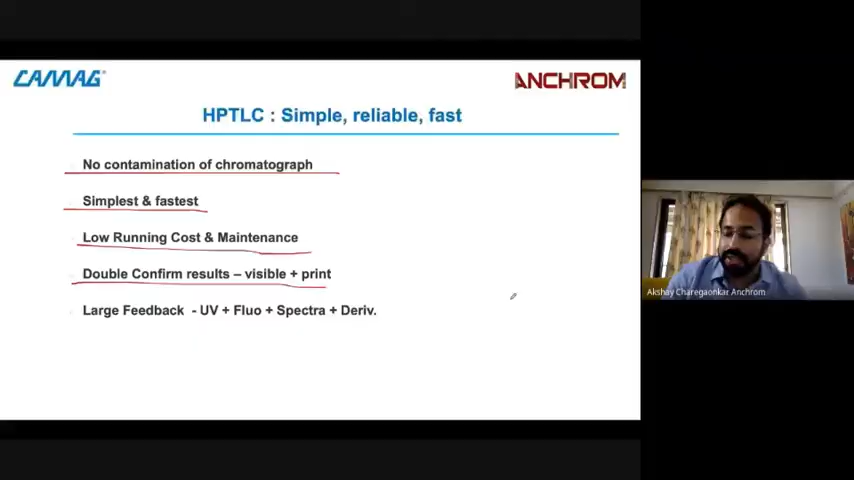 CAMAG
ANCHROM
HPTLC : Simple, reliable, fast
No contamination of chromatograph
Simplest & fastest
Low Running Cost & Maintenance
Double Confirm results – visible + print
Large Feedback - UV + Fluo + Spectra + Deriv.
Akshay Charegaonkar Anchrom